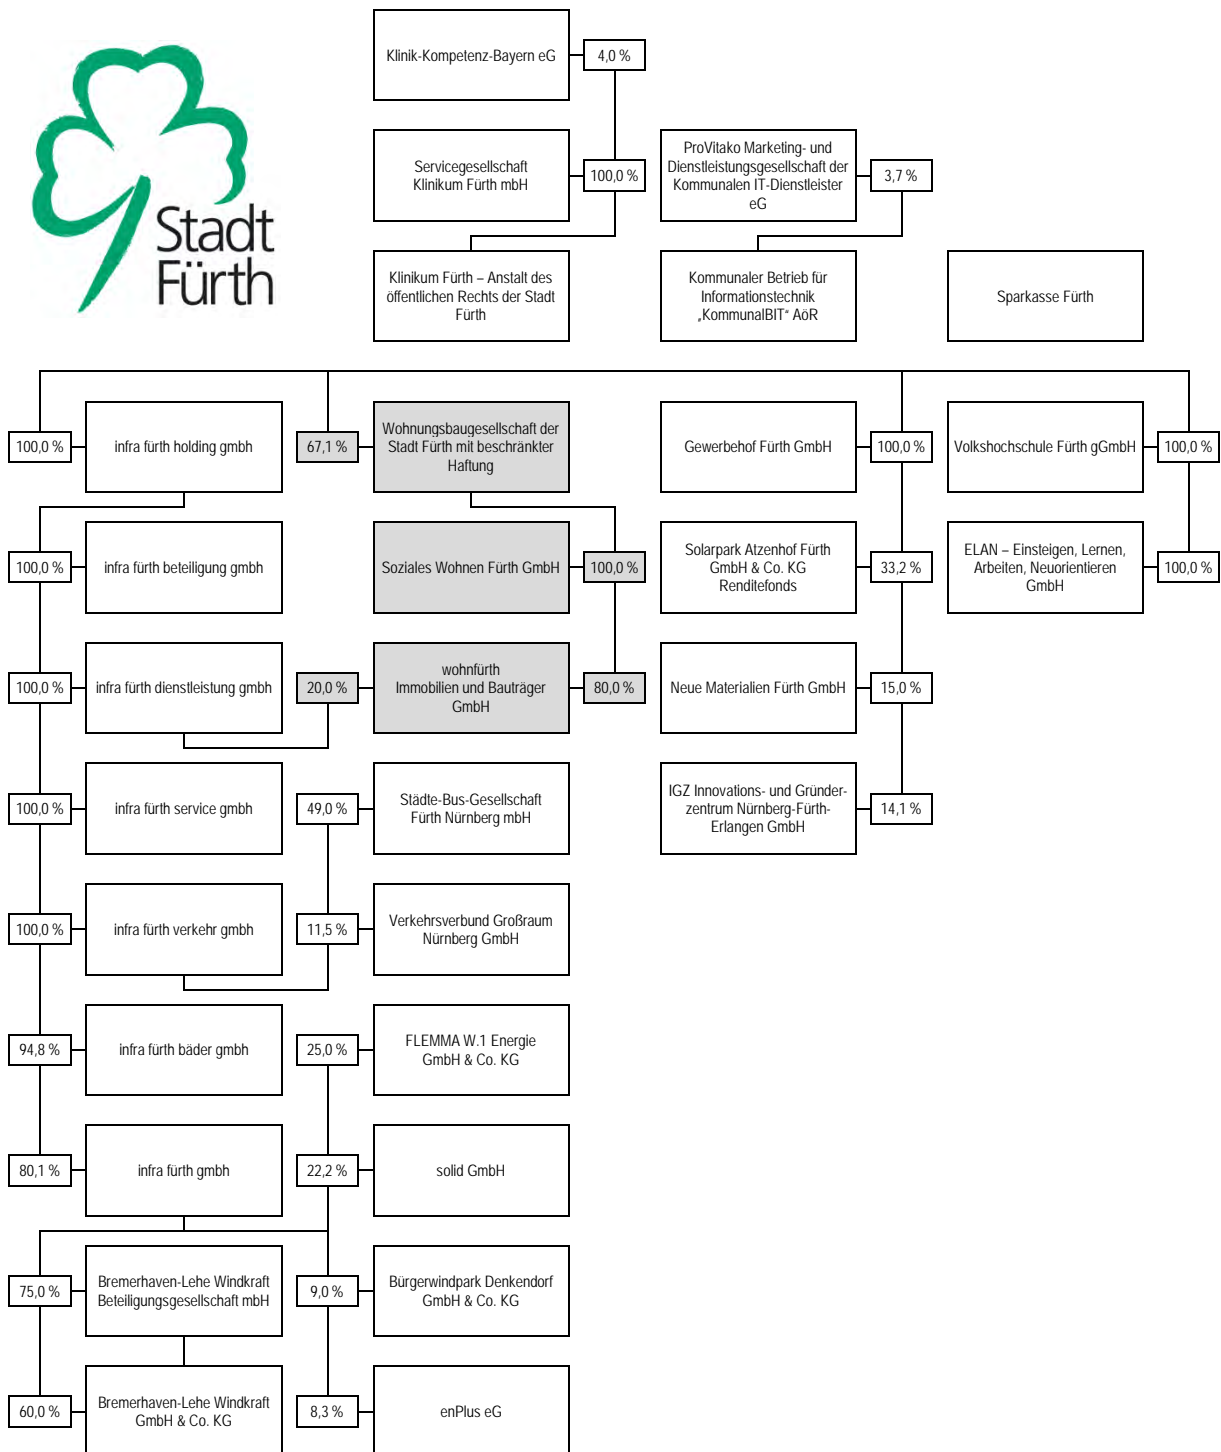 Stadt
Fürth
Klinik-Kompetenz-Bayern eG
4,0 %
Servicegesellschaft
Klinikum Fürth mbH
100,0 %
ProVitako Marketing- und
Dienstleistungsgesellschaft der
Kommunalen IT-Dienstleister
eG
3,7 %
Klinikum Fürth – Anstalt des
öffentlichen Rechts der Stadt
Fürth
Kommunaler Betrieb für
Informationstechnik
„KommunalBIT“ AöR
Sparkasse Fürth
100,0 %
infra fürth holding gmbh
67,1 %
Wohnungsbaugesellschaft der
Stadt Fürth mit beschränkter
Haftung
Gewerbehof Fürth GmbH
100,0 %
Volkshochschule Fürth gGmbH
100,0 %
100,0 %
infra fürth beteiligung gmbh
Soziales Wohnen Fürth GmbH
100,0 %
Solarpark Atzenhof Fürth
GmbH & Co. KG
Renditefonds
33,2 %
ELAN – Einsteigen, Lernen,
Arbeiten, Neuorientieren
GmbH
100,0 %
100,0 %
infra fürth dienstleistung gmbh
20,0 %
wohnfürth
Immobilien und Bauträger
GmbH
80,0 %
Neue Materialien Fürth GmbH
15,0 %
100,0 %
infra fürth service gmbh
49,0 %
Städte-Bus-Gesellschaft
Fürth Nürnberg mbH
IGZ Innovations- und Gründer-
zentrum Nürnberg-Fürth-
Erlangen GmbH
14,1 %
100,0 %
infra fürth verkehr gmbh
11,5 %
Verkehrsverbund Großraum
Nürnberg GmbH
94,8 %
infra fürth bäder gmbh
25,0 %
FLEMMA W.1 Energie
GmbH & Co. KG
80,1 %
infra fürth gmbh
22,2 %
solid GmbH
75,0 %
Bremerhaven-Lehe Windkraft
Beteiligungsgesellschaft mbH
9,0 %
Bürgerwindpark Denkendorf
GmbH & Co. KG
60,0 %
Bremerhaven-Lehe Windkraft
GmbH & Co. KG
8,3 %
enPlus eG